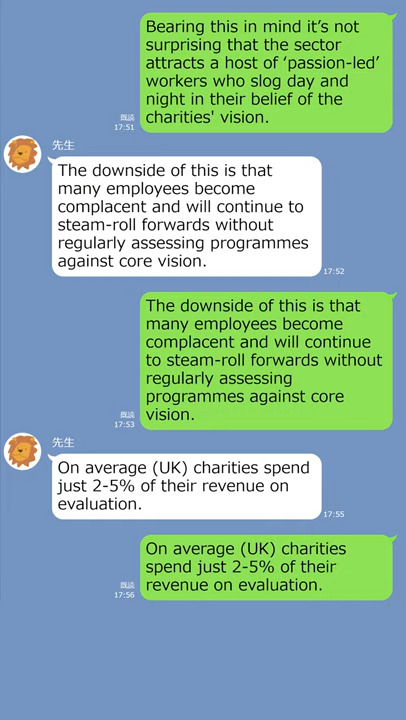 Bearing this in mind it’s not
surprising that the sector
attracts a host of ‘passion-led’
workers who slog day and
night in their belief of the
charities' vision.
既読
17:51
先生
The downside of this is that
many employees become
complacent and will continue to
steam-roll forwards without
regularly assessing programmes
against core vision.
17:52
The downside of this is that
many employees become
complacent and will continue
to steam-roll forwards without
regularly assessing
programmes against core
vision.
既読
17:53
先生
On average (UK) charities spend
just 2-5% of their revenue on
evaluation.
17:55
On average (UK) charities
spend just 2-5% of their
revenue on evaluation.
既読
17:56